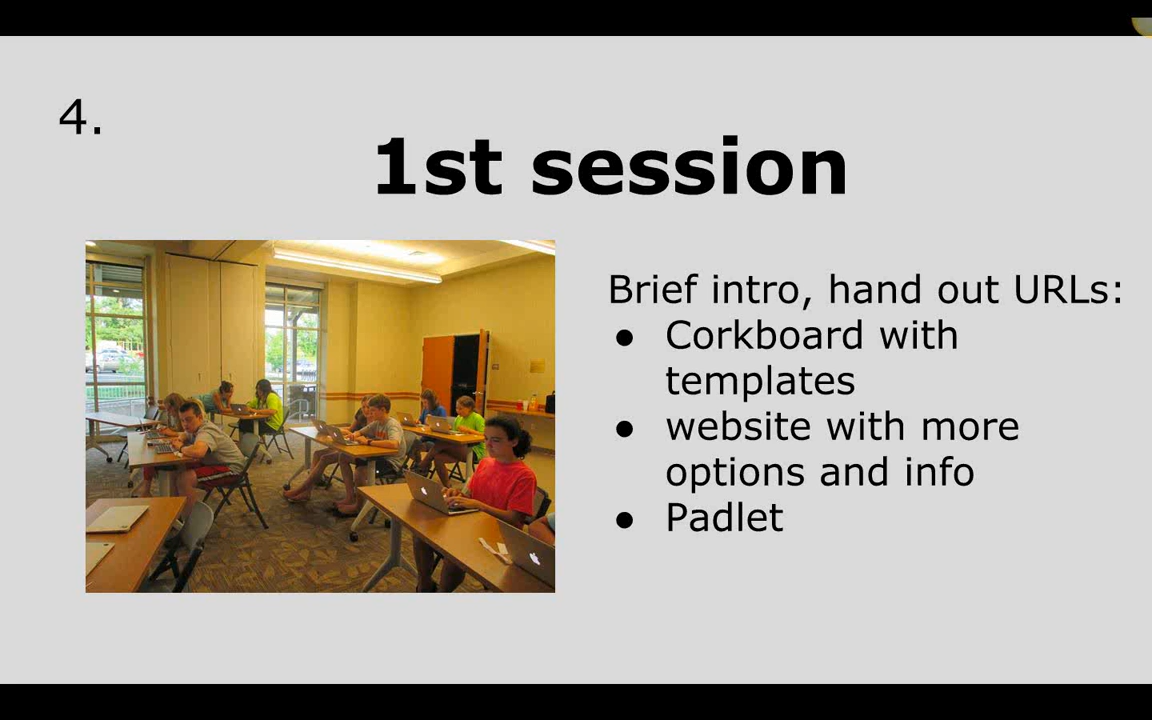 4.
1st session
Brief intro, hand out URLs:
● Corkboard with
templates
● website with more
options and info
● Padlet